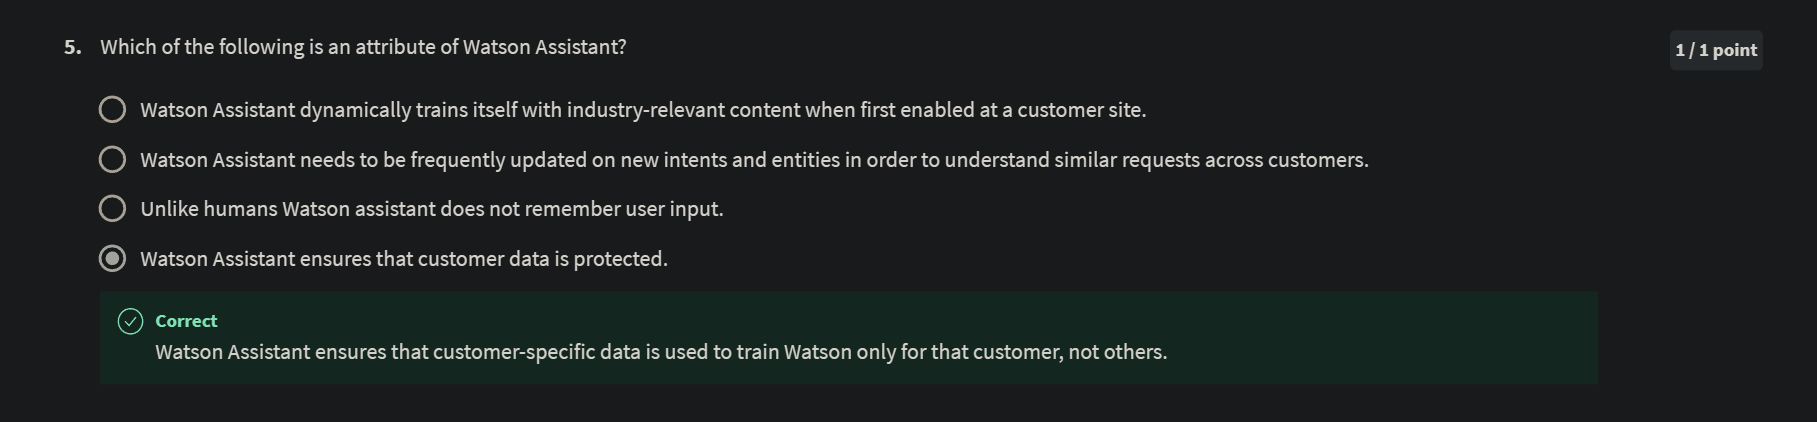 5. Which of the following is an attribute of Watson Assistant?
1 / 1 point
Watson Assistant dynamically trains itself with industry-relevant content when first enabled at a customer site.
Watson Assistant needs to be frequently updated on new intents and entities in order to understand similar requests across customers.
Unlike humans Watson assistant does not remember user input.
Watson Assistant ensures that customer data is protected.
Correct
Watson Assistant ensures that customer-specific data is used to train Watson only for that customer, not others.